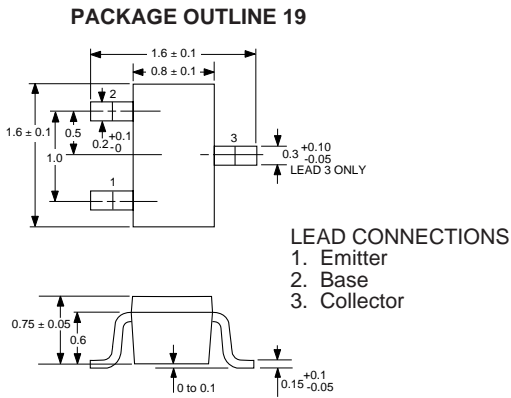 PACKAGE OUTLINE 19
1.6 ± 0.1
0.8 ± 0.1
2
1.6 ± 0.1
0.5
0.2 +0.1 -0
1.0
3
0.3 +0.10 -0.05
LEAD 3 ONLY
1
LEAD CONNECTIONS
1. Emitter
2. Base
3. Collector
0.75 ± 0.05
0.6
0 to 0.1
0.15 +0.1 -0.05